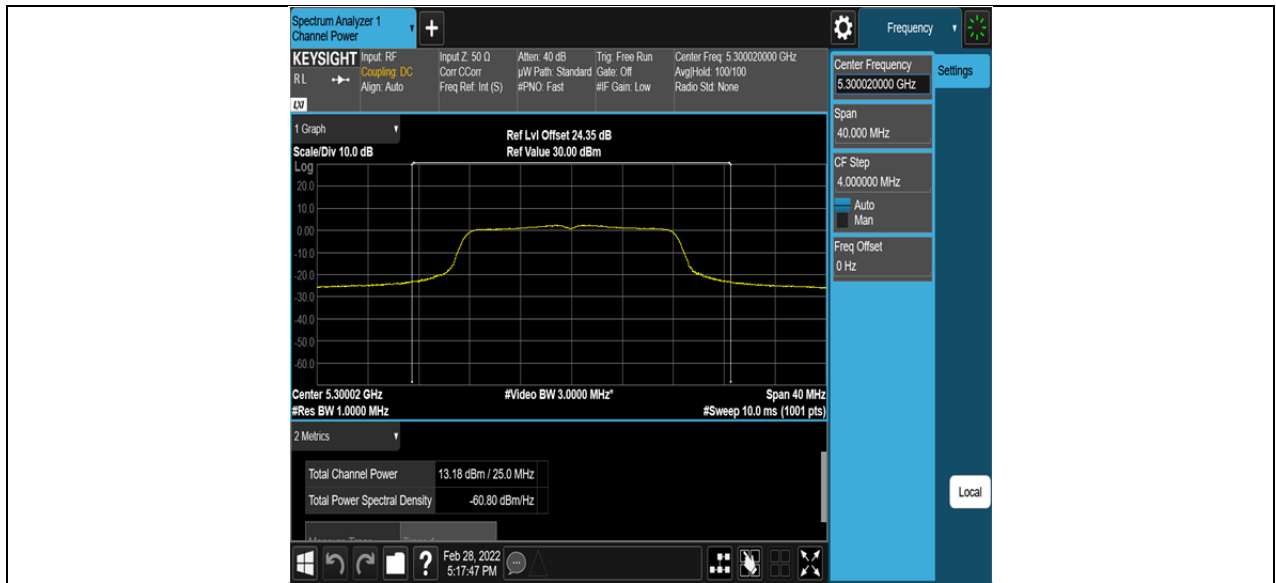 Spectrum Analyzer 1
Channel Power
+
Frequency
KEYSIGHT
RL
LXI
Input: RF
Coupling: DC
Align: Auto
Input Z: 50 Ω
Corr CCorr
Freq Ref: Int (S)
Atten: 40 dB
µW Path: Standard
#PNO: Fast
Trig: Free Run
Gate: Off
#IF Gain: Low
Center Freq: 5.300020000 GHz
Avg|Hold: 100/100
Radio Std: None
Center Frequency
5.300020000 GHz
Settings
Span
40.000 MHz
CF Step
4.000000 MHz
Auto
Man
Freq Offset
0 Hz
Local
1 Graph
Scale/Div 10.0 dB
Ref Lvl Offset 24.35 dB
Ref Value 30.00 dBm
Log
20.0
10.0
0.00
-10.0
-20.0
-30.0
-40.0
-50.0
-60.0
Center 5.30002 GHz
#Video BW 3.0000 MHz*
Span 40 MHz
#Res BW 1.0000 MHz
#Sweep 10.0 ms (1001 pts)
2 Metrics
Total Channel Power 13.18 dBm / 25.0 MHz
Total Power Spectral Density -60.80 dBm/Hz
?
Feb 28, 2022
5:17:47 PM